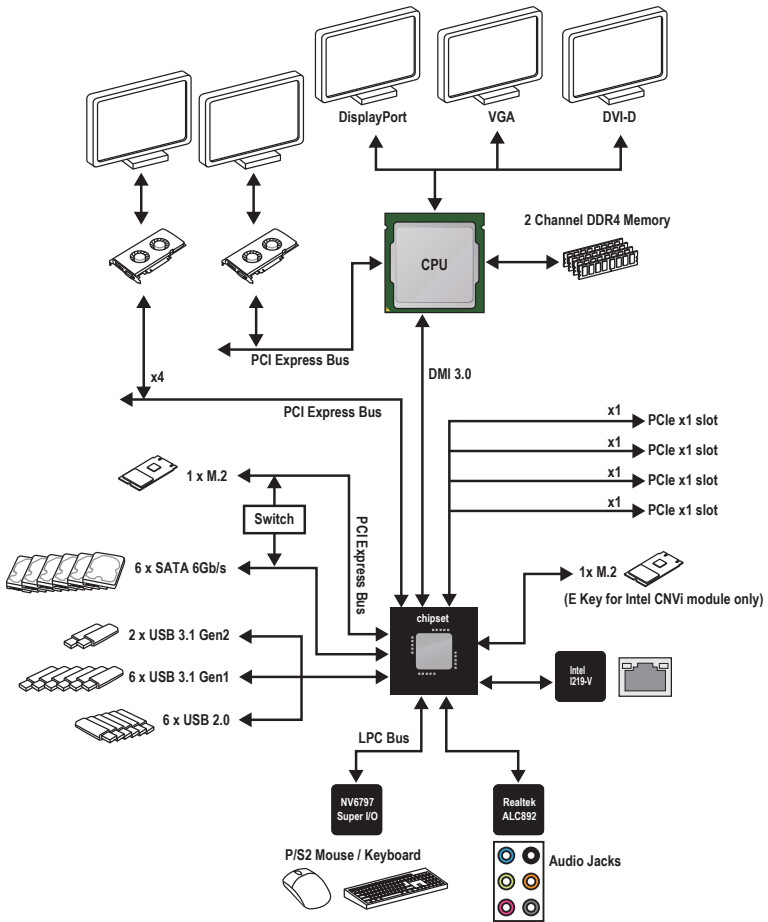 DisplayPort
VGA
DVI-D
2 Channel DDR4 Memory
CPU
PCI Express Bus
x4
DMI 3.0
PCI Express Bus
x1
PCIe x1 slot
x1
PCIe x1 slot
x1
PCIe x1 slot
x1
PCIe x1 slot
1 x M.2
Switch
PCI Express Bus
6 x SATA 6Gb/s
1x M.2
(E Key for Intel CNVi module only)
chipset
2 x USB 3.1 Gen2
6 x USB 3.1 Gen1
6 x USB 2.0
Intel
I219-V
LPC Bus
NV6797
Super I/O
Realtek
ALC892
P/S2 Mouse / Keyboard
Audio Jacks